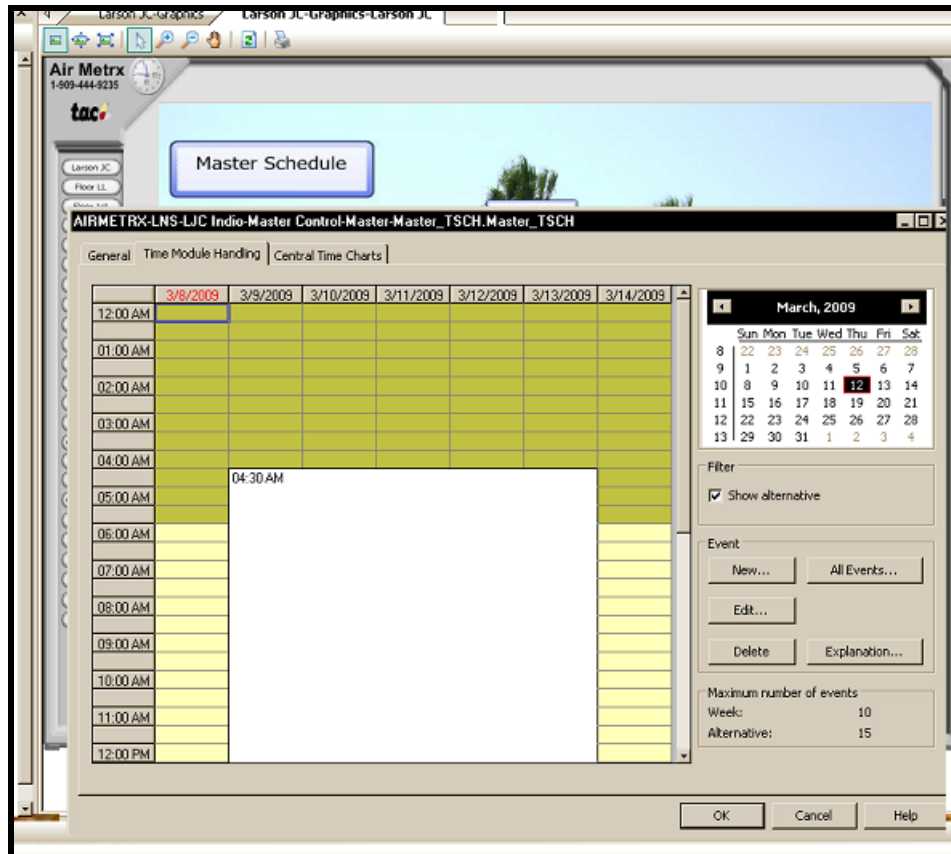 Larson JC-Graphics
Larson JC-Graphics-Larson JC
Air Metrx
1-909-444-9235
tac
Larson JC
Floor LL
Master Schedule
AIRMETRX-LNS-LJC Indio-Master Control-Master-Master_TSCH.Master_TSCH
General Time Module Handling Central Time Charts
3/8/2009 3/9/2009 3/10/2009 3/11/2009 3/12/2009 3/13/2009 3/14/2009
12:00 AM
01:00 AM
02:00 AM
03:00 AM
04:00 AM
04:30 AM
05:00 AM
06:00 AM
07:00 AM
08:00 AM
09:00 AM
10:00 AM
11:00 AM
12:00 PM
March, 2009
Sun Mon Tue Wed Thu Fri Sat
8 22 23 24 25 26 27 28
9 1 2 3 4 5 6 7
10 8 9 10 11 12 13 14
11 15 16 17 18 19 20 21
12 22 23 24 25 26 27 28
13 29 30 31 1 2 3 4
Filter
Show alternative
Event
New... All Events...
Edit...
Delete Explanation...
Maximum number of events
Week: 10
Alternative: 15
OK Cancel Help